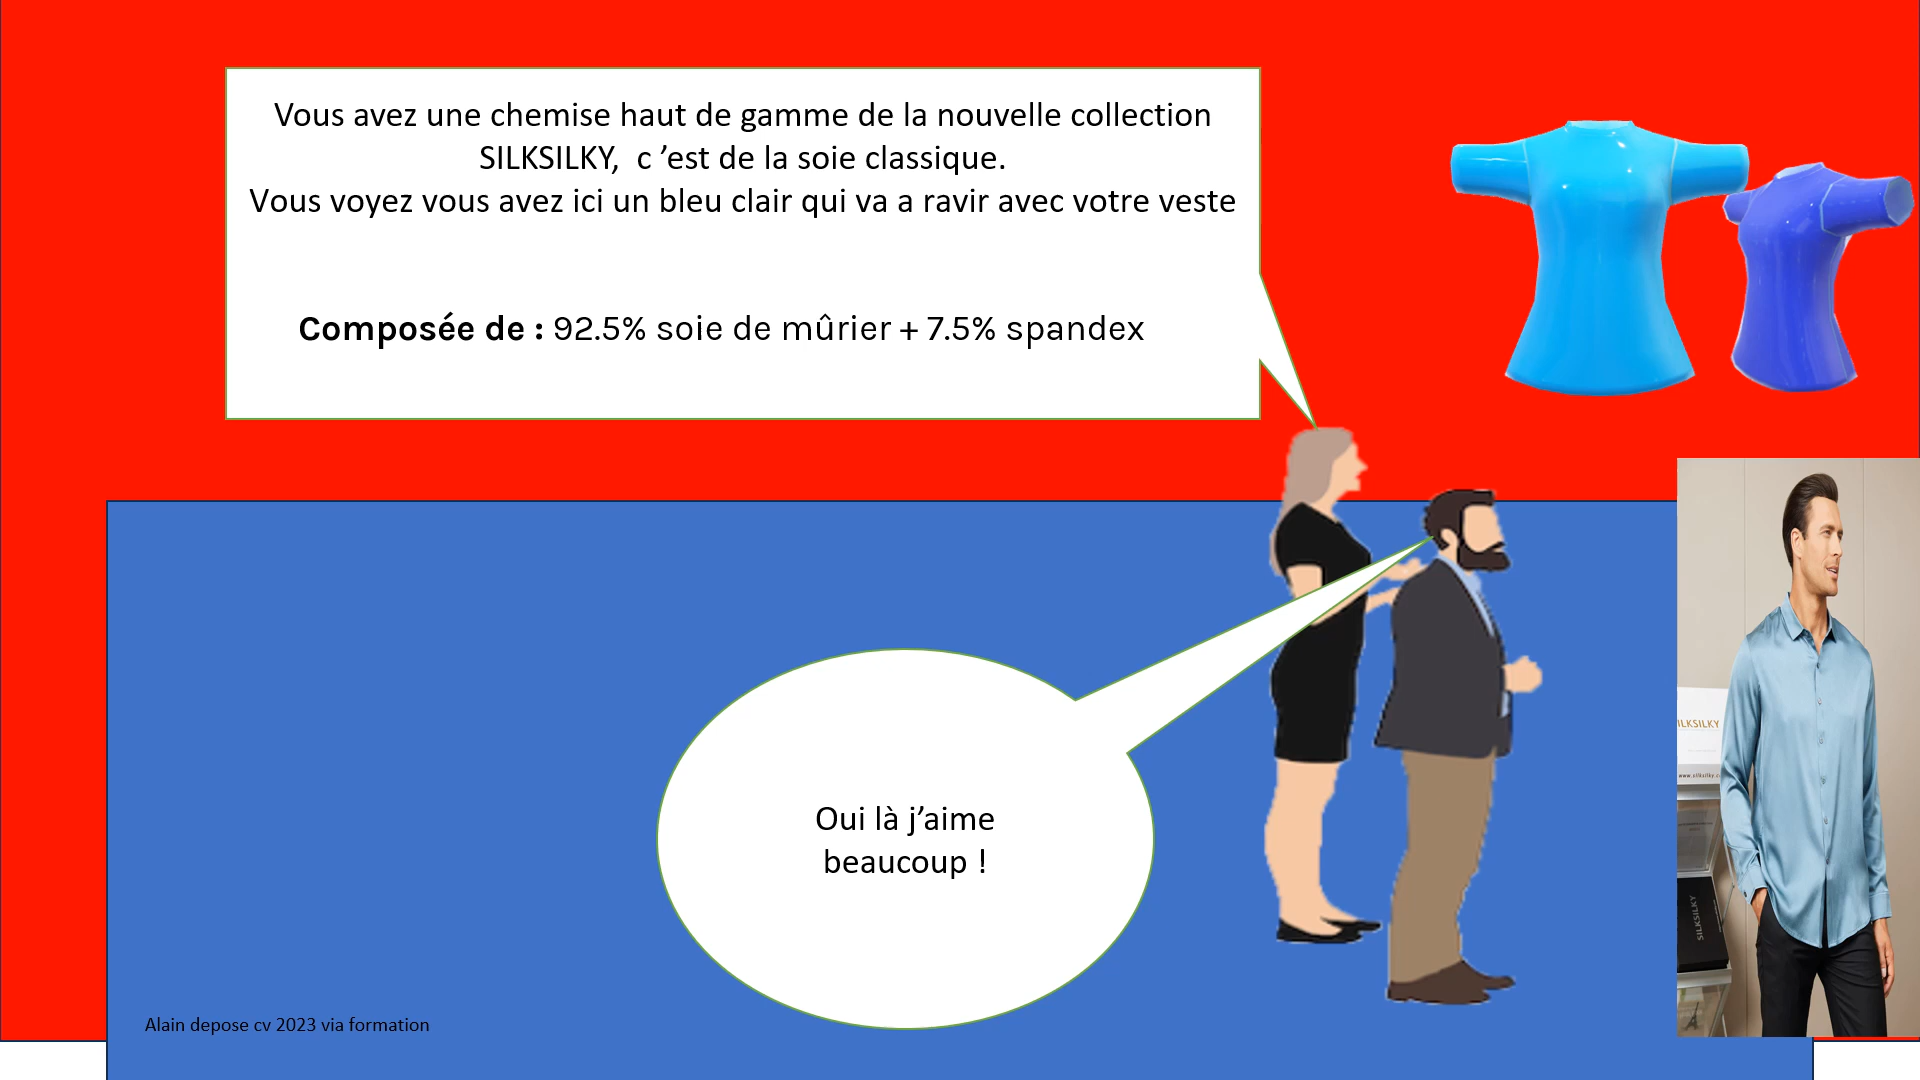 Vous avez une chemise haut de gamme de la nouvelle collection
SILKSILKY,  c ’est de la soie classique.
Vous voyez vous avez ici un bleu clair qui va a ravir avec votre veste
Composée de : 92.5% soie de mûrier + 7.5% spandex
Oui là j’aime
beaucoup !
ILKSILKY
www.silksilky.c
SILKSILKY
Alain depose cv 2023 via formation